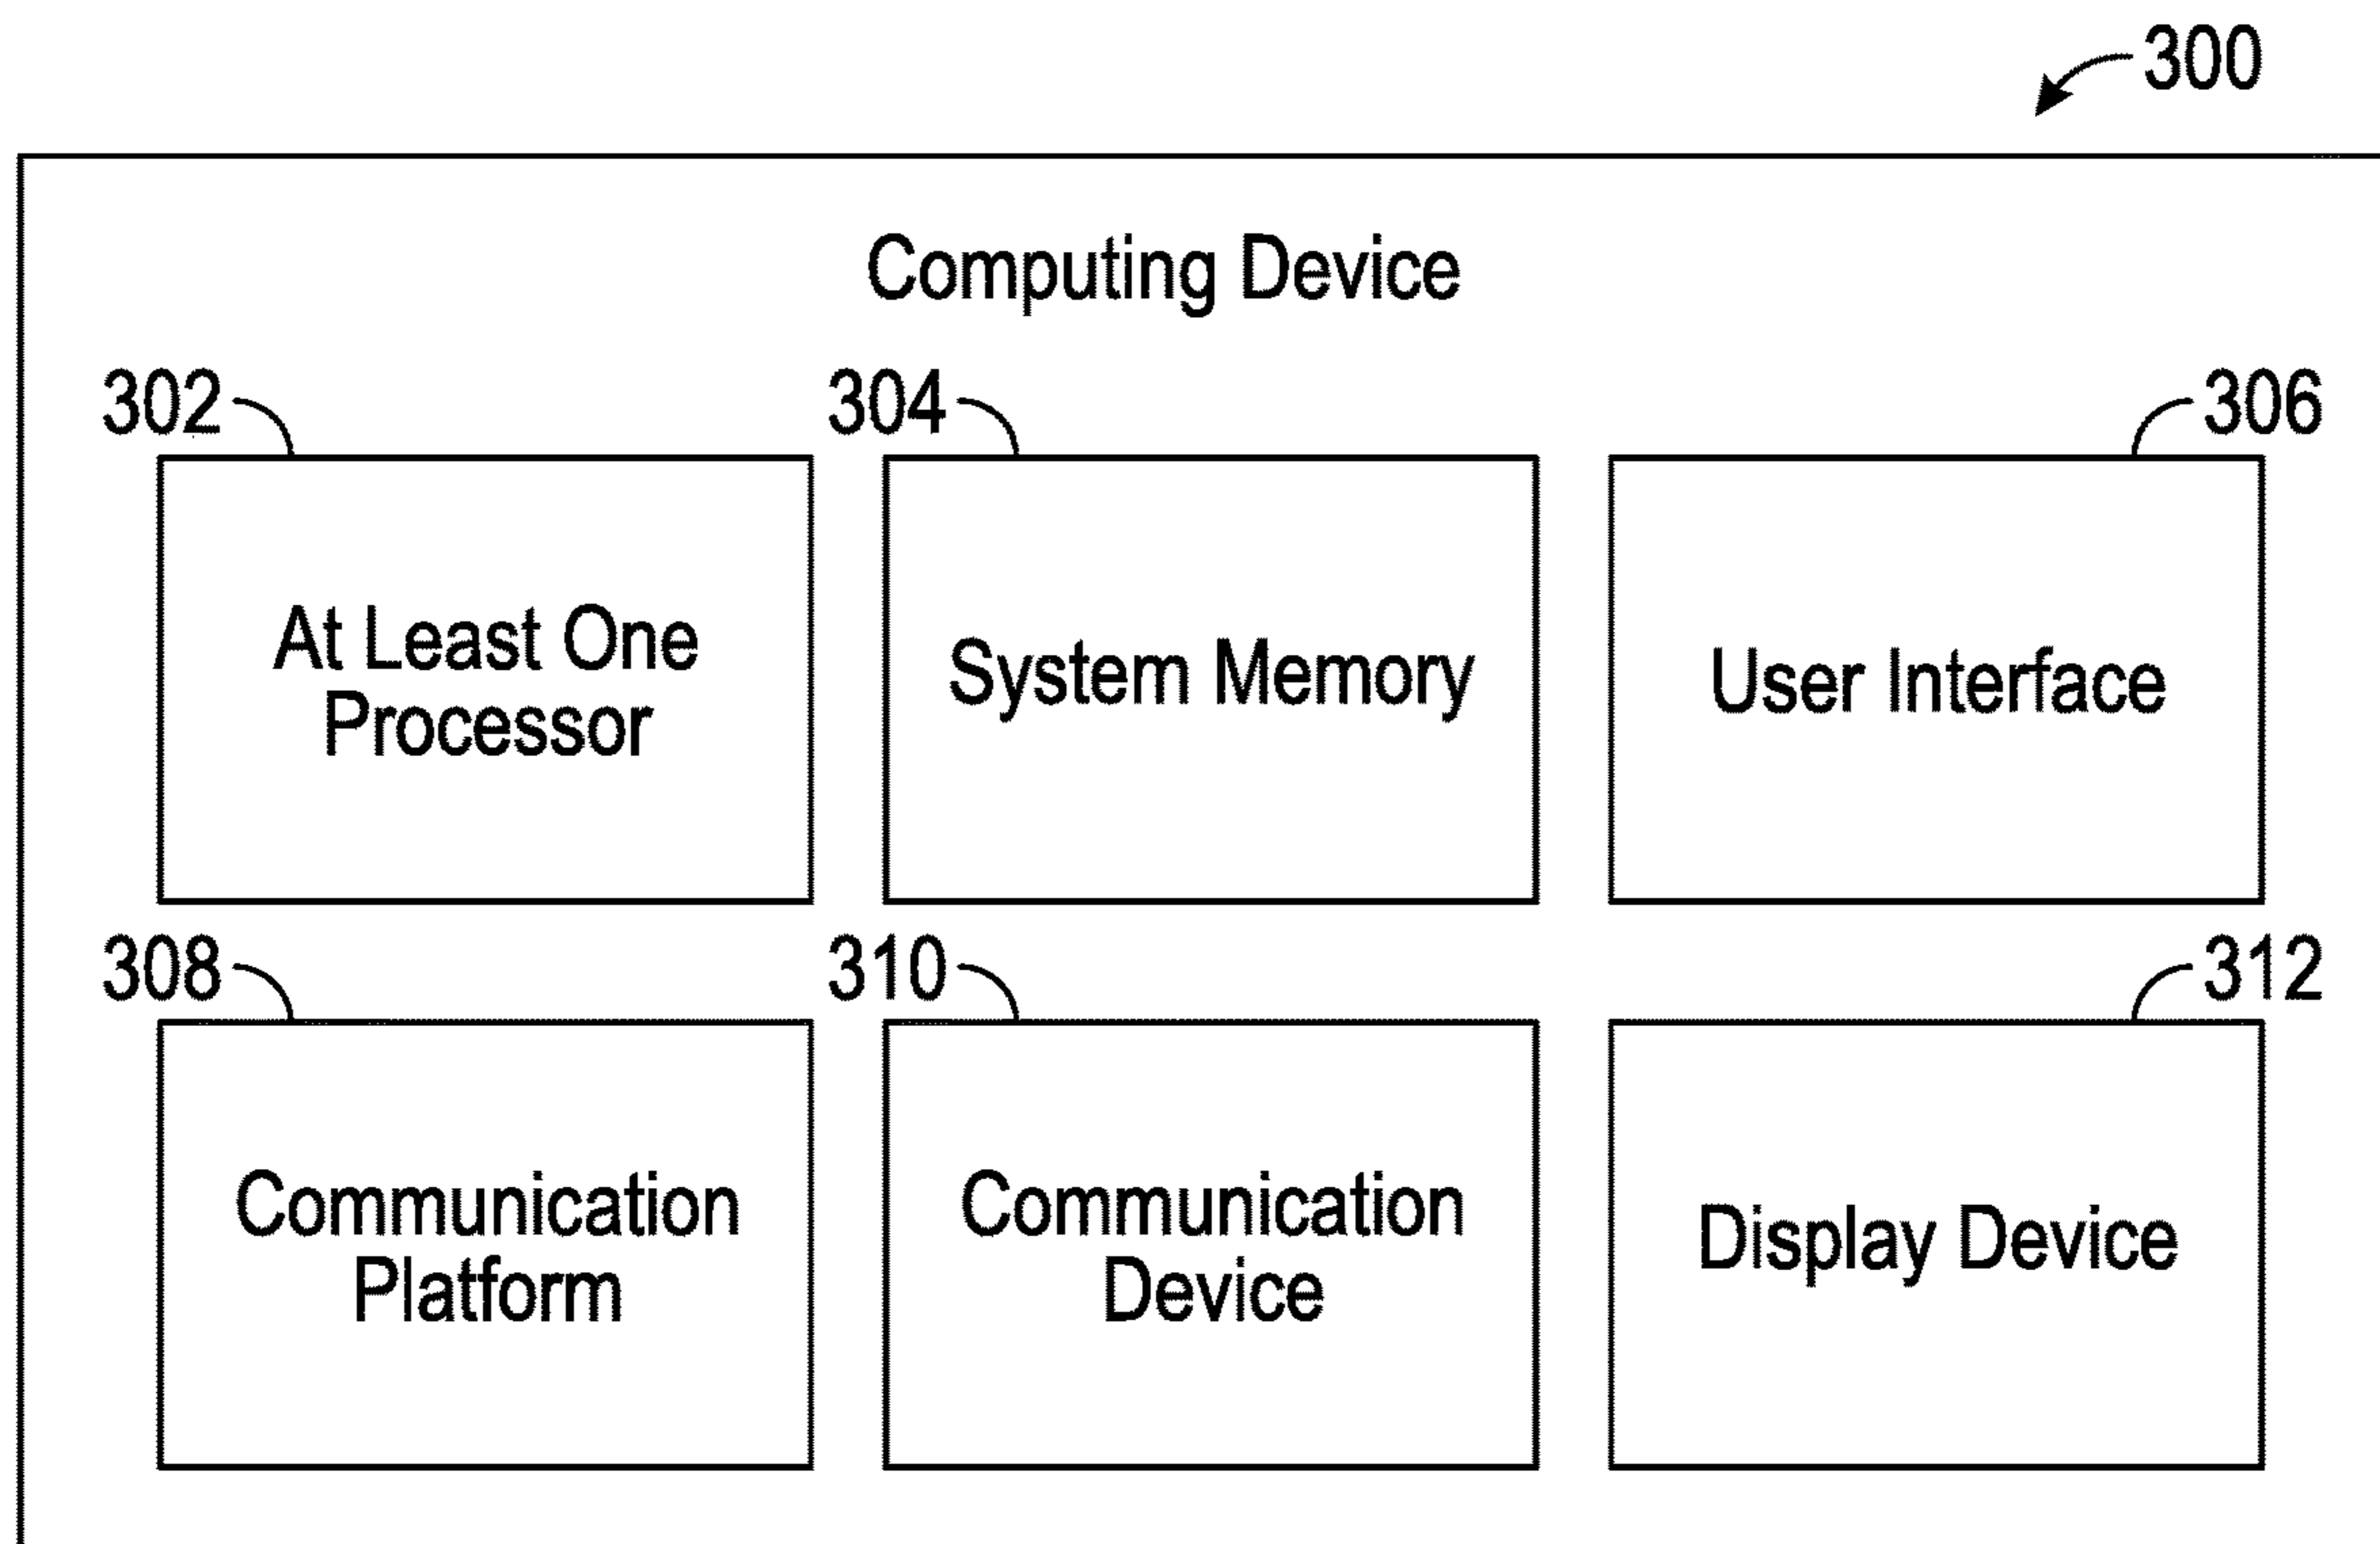 300
Computing Device
302
304
306
At Least One
Processor
System Memory
User Interface
308
310
312
Communication
Platform
Communication
Device
Display Device